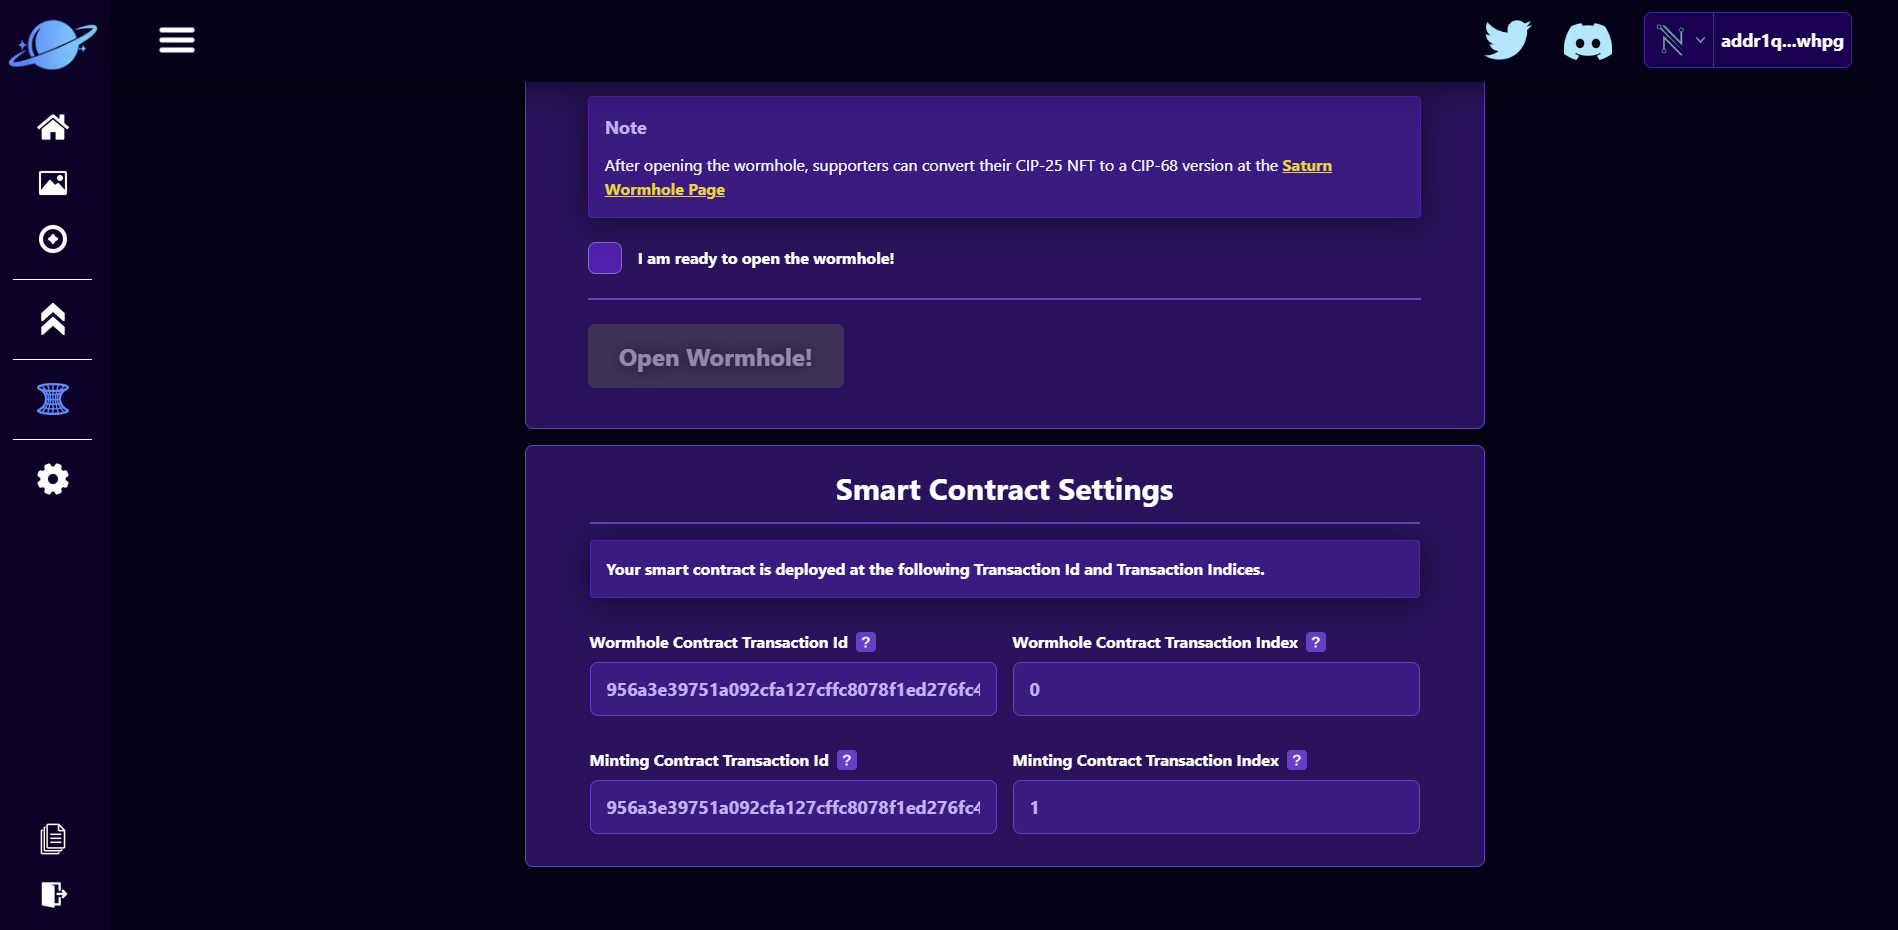 addr1q...whpg
Note
After opening the wormhole, supporters can convert their CIP-25 NFT to a CIP-68 version at the Saturn
Wormhole Page
I am ready to open the wormhole!
Open Wormhole!
Smart Contract Settings
Your smart contract is deployed at the following Transaction Id and Transaction Indices.
Wormhole Contract Transaction Id ?
Wormhole Contract Transaction Index ?
956a3e39751a092cfa127cffc8078f1ed276fc4
0
Minting Contract Transaction Id ?
Minting Contract Transaction Index ?
956a3e39751a092cfa127cffc8078f1ed276fc4
1